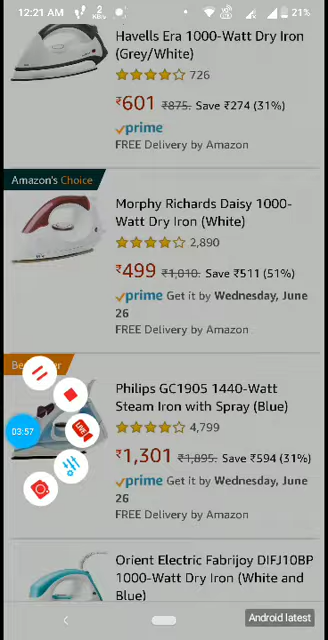 12:21 AM 2 KB/s 21%
Havells Era 1000-Watt Dry Iron
(Grey/White)
726
₹601 ₹875. Save ₹274 (31%)
prime
FREE Delivery by Amazon
Amazon's Choice
Morphy Richards Daisy 1000-
Watt Dry Iron (White)
2,890
₹499 ₹1,010. Save ₹511 (51%)
prime Get it by Wednesday, June
26
FREE Delivery by Amazon
Philips GC1905 1440-Watt
Steam Iron with Spray (Blue)
4,799
₹1,301 ₹1,895. Save ₹594 (31%)
prime Get it by Wednesday, June
26
FREE Delivery by Amazon
03:57
LIVE
Orient Electric Fabrijoy DIFJ10BP
1000-Watt Dry Iron (White and
Blue)
Android latest